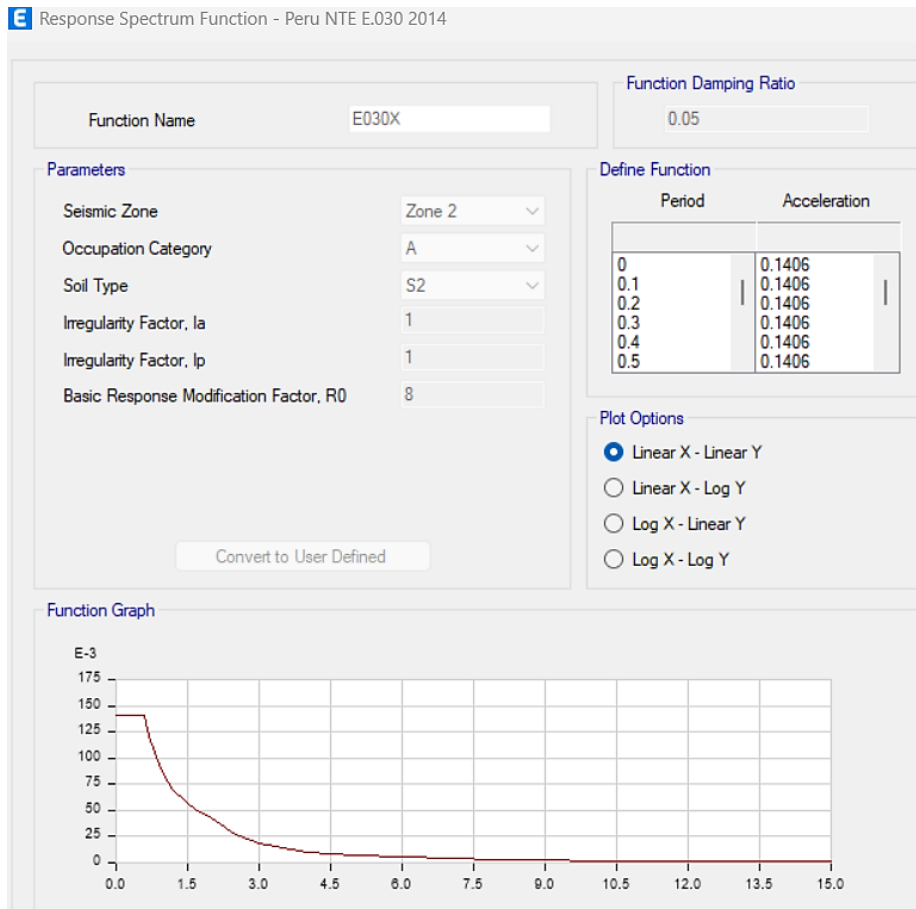 E Response Spectrum Function - Peru NTE E.030 2014
Function Name E030X
Function Damping Ratio
0.05
Parameters
Seismic Zone Zone 2
Occupation Category A
Soil Type S2
Irregularity Factor, Ia 1
Irregularity Factor, Ip 1
Basic Response Modification Factor, R0 8
Convert to User Defined
Define Function
Period Acceleration
0 0.1406
0.1 0.1406
0.2 0.1406
0.3 0.1406
0.4 0.1406
0.5 0.1406
Plot Options
Linear X - Linear Y
Linear X - Log Y
Log X - Linear Y
Log X - Log Y
Function Graph
E-3
175
150
125
100
75
50
25
0
0.0 1.5 3.0 4.5 6.0 7.5 9.0 10.5 12.0 13.5 15.0